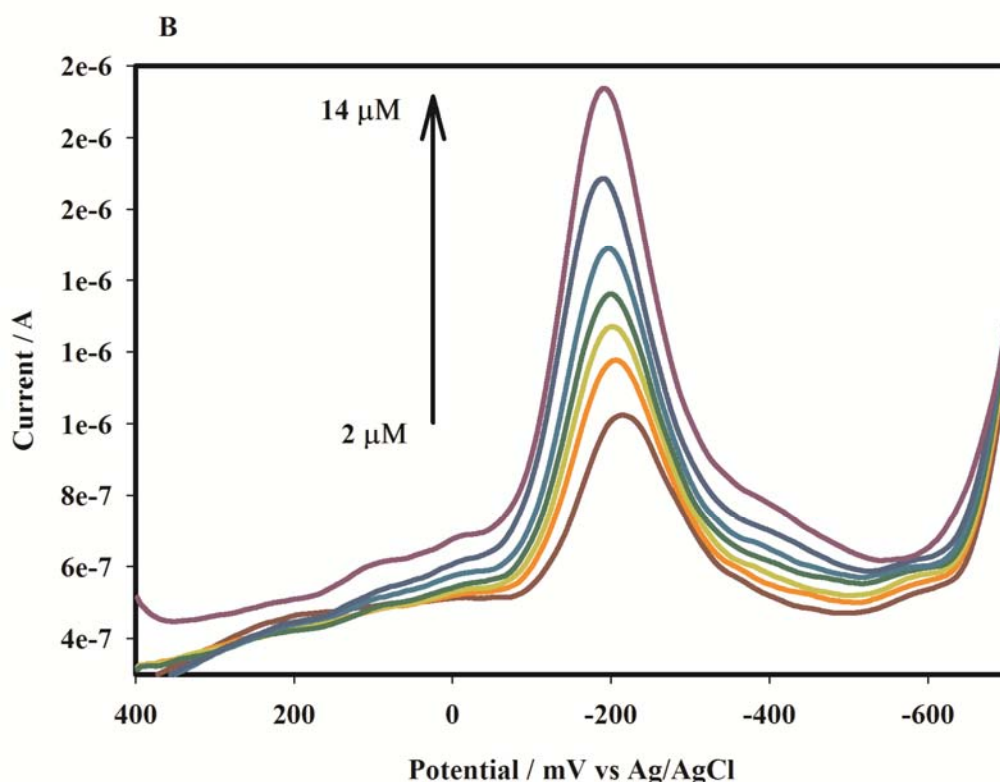 B
2e-6
14 μM
2e-6
2e-6
1e-6
1e-6
2 μM
1e-6
8e-7
6e-7
4e-7
Current / A
400 200 0 -200 -400 -600
Potential / mV vs Ag/AgCl